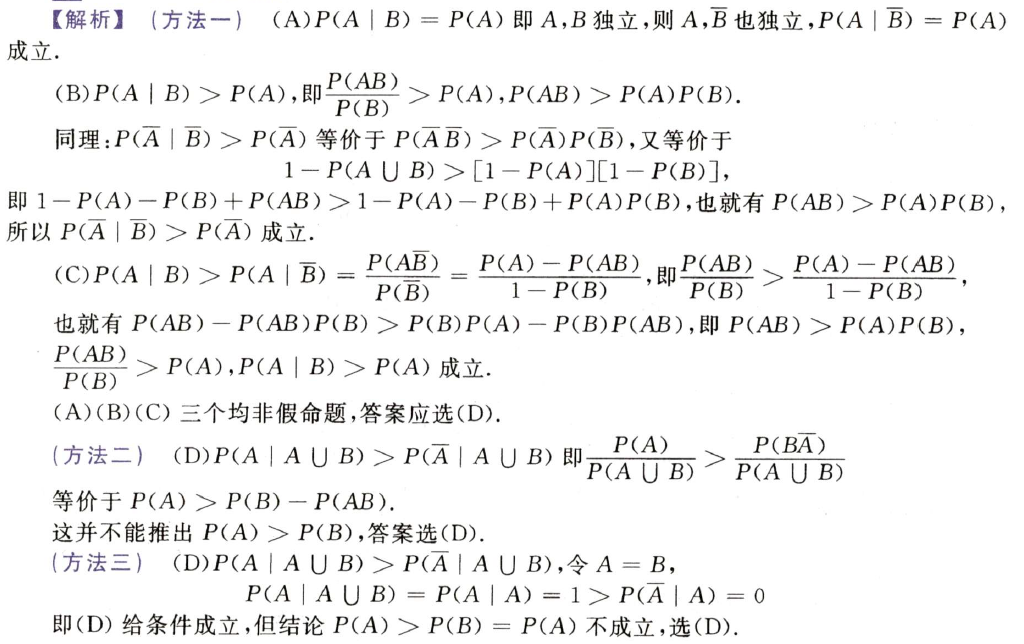 【解析】 (方法一) (A)P(A | B) = P(A) 即 A,B 独立,则 A,B̅ 也独立,P(A | B̅) = P(A)
成立.
(B)P(A | B) > P(A),即 P(AB)/P(B) > P(A),P(AB) > P(A)P(B).
同理:P(A̅ | B̅) > P(A̅) 等价于 P(A̅ B̅) > P(A̅)P(B̅),又等价于
1 − P(A ∪ B) > [1 − P(A)][1 − P(B)],
即 1 − P(A) − P(B) + P(AB) > 1 − P(A) − P(B) + P(A)P(B),也就有 P(AB) > P(A)P(B),
所以 P(A̅ | B̅) > P(A̅) 成立.
(C)P(A | B) > P(A | B̅) = P(AB̅)/P(B̅) = (P(A) − P(AB))/(1 − P(B)),即 P(AB)/P(B) > (P(A) − P(AB))/(1 − P(B)),
也就有 P(AB) − P(AB)P(B) > P(B)P(A) − P(B)P(AB),即 P(AB) > P(A)P(B),
P(AB)/P(B) > P(A),P(A | B) > P(A) 成立.
(A)(B)(C) 三个均非假命题,答案应选(D).
(方法二) (D)P(A | A ∪ B) > P(A̅ | A ∪ B) 即 P(A)/P(A ∪ B) > P(BA̅)/P(A ∪ B)
等价于 P(A) > P(B) − P(AB).
这并不能推出 P(A) > P(B),答案选(D).
(方法三) (D)P(A | A ∪ B) > P(A̅ | A ∪ B),令 A = B,
P(A | A ∪ B) = P(A | A) = 1 > P(A̅ | A) = 0
即(D) 给条件成立,但结论 P(A) > P(B) = P(A) 不成立,选(D).